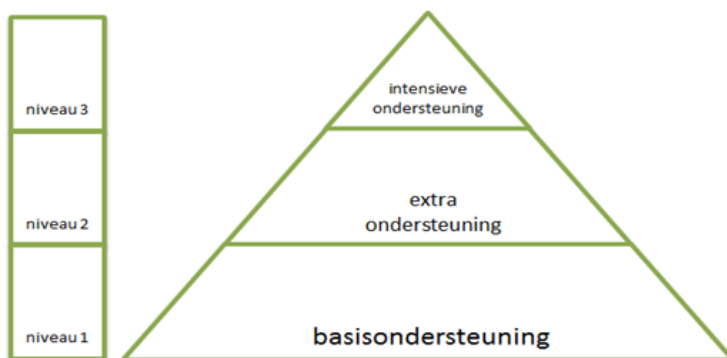 niveau 3
intensieve
ondersteuning
niveau 2
extra
ondersteuning
niveau 1
basisondersteuning